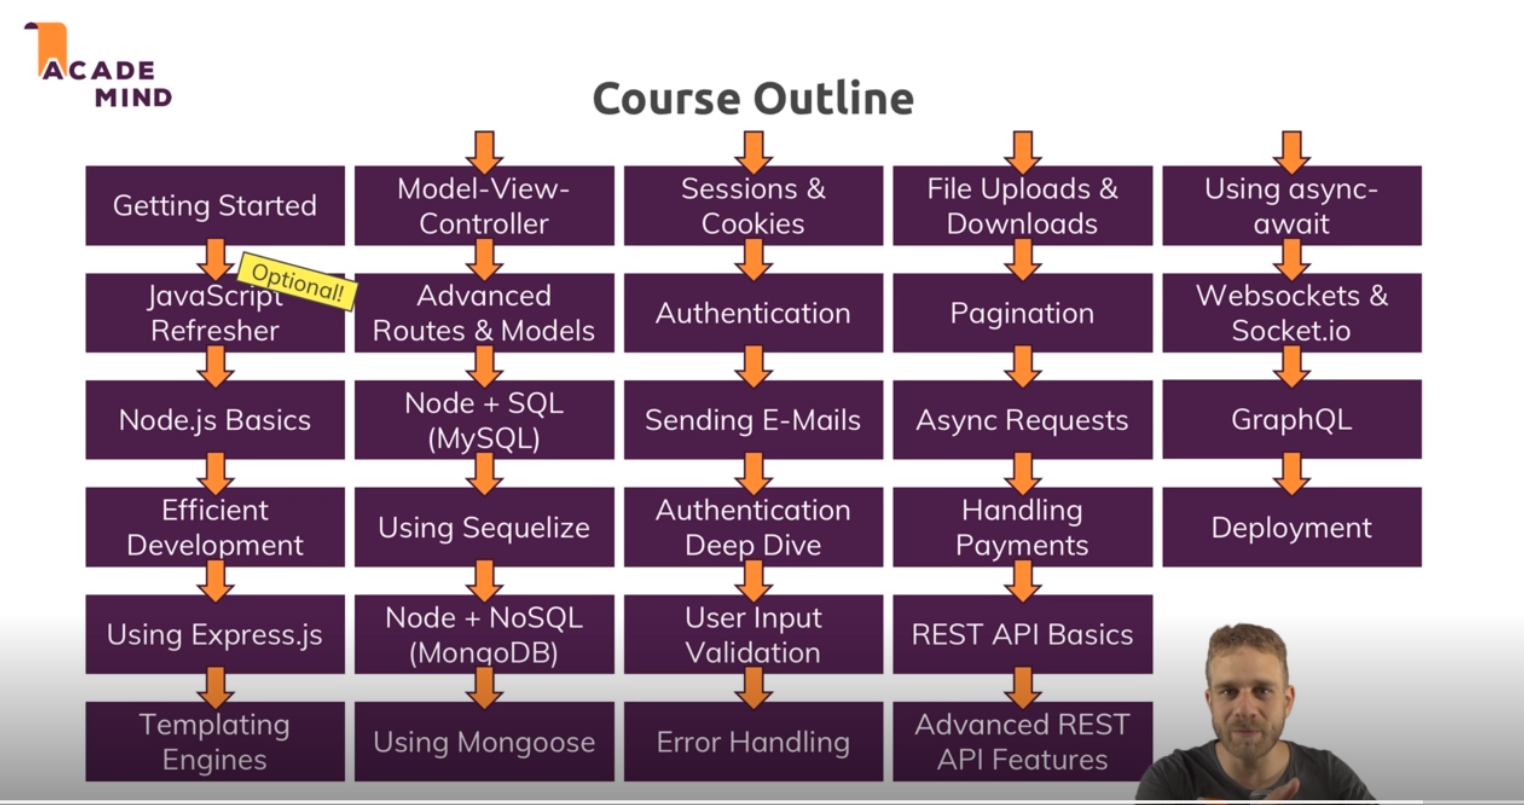 ACADE
MIND
Course Outline
Getting Started
Optional!
JavaScript
Refresher
Node.js Basics
Efficient
Development
Using Express.js
Templating
Engines
Model-View-
Controller
Advanced
Routes & Models
Node + SQL
(MySQL)
Using Sequelize
Node + NoSQL
(MongoDB)
Using Mongoose
Sessions &
Cookies
Authentication
Sending E-Mails
Authentication
Deep Dive
User Input
Validation
Error Handling
File Uploads &
Downloads
Pagination
Async Requests
Handling
Payments
REST API Basics
Advanced REST
API Features
Using async-
await
Websockets &
Socket.io
GraphQL
Deployment